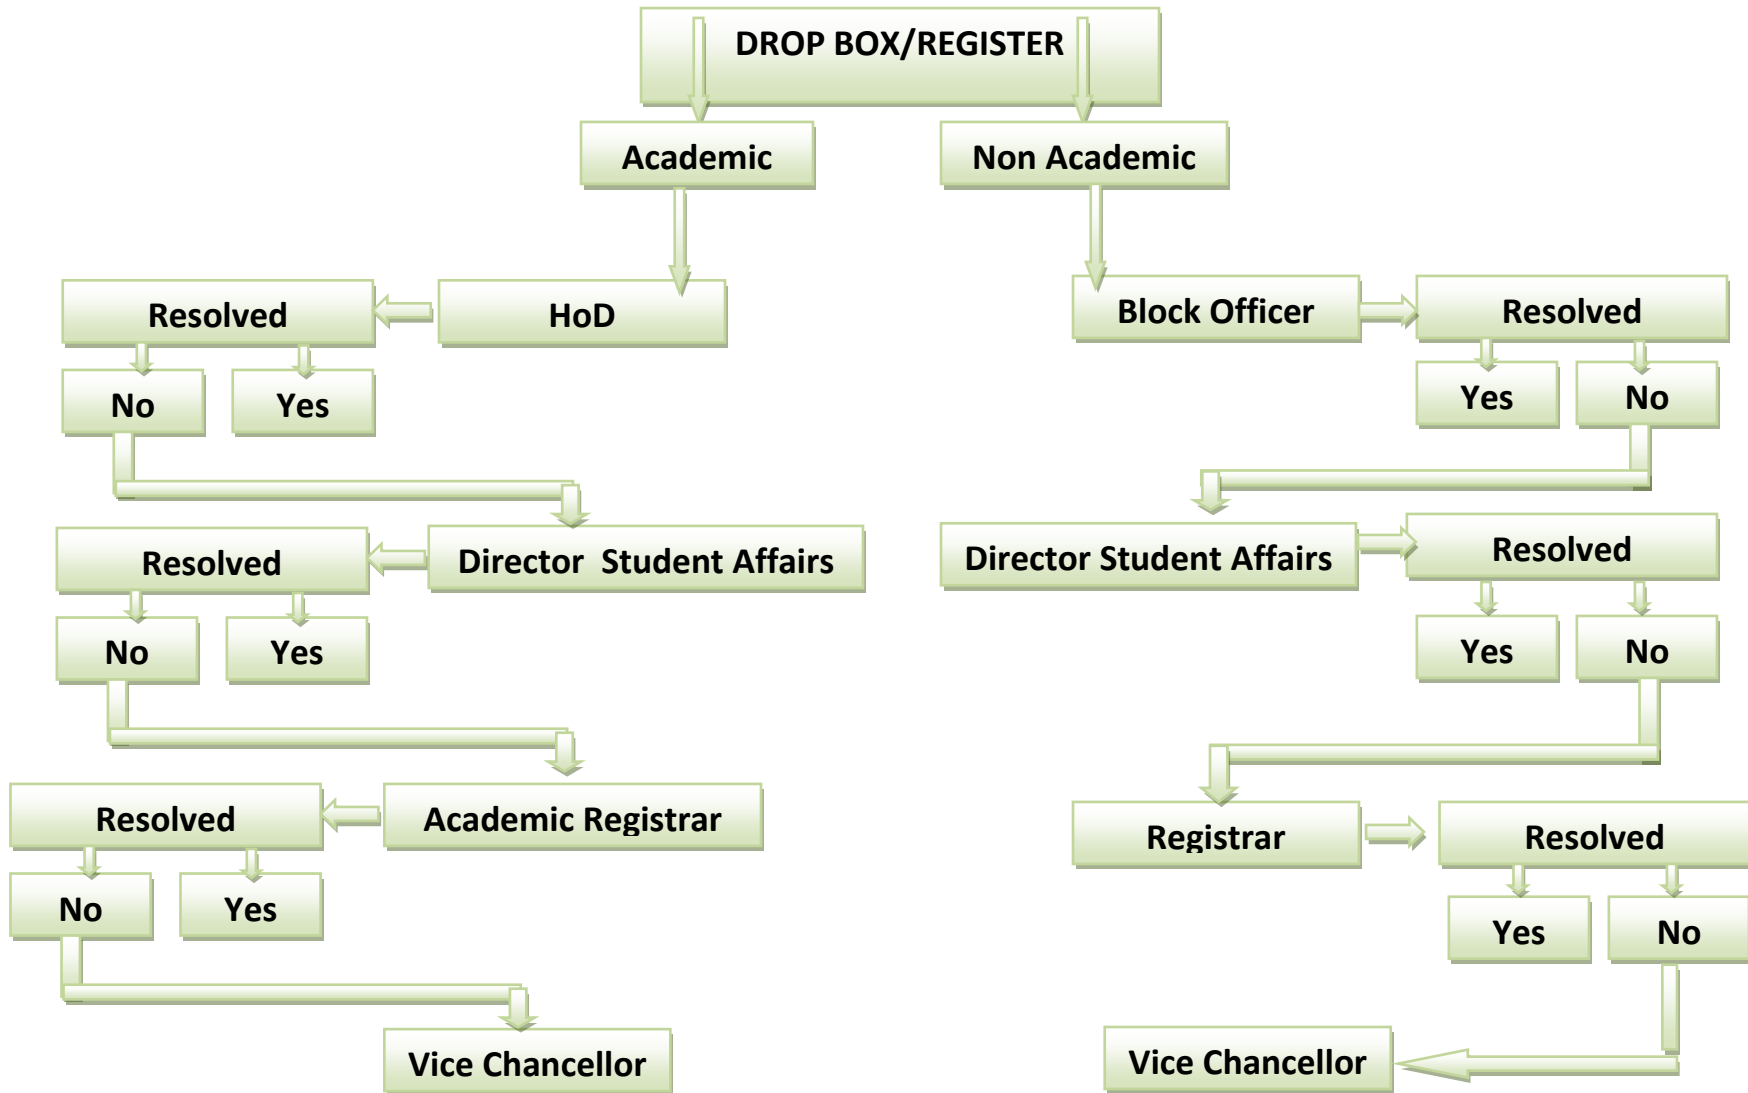 DROP BOX/REGISTER
Academic
Non Academic
Resolved
HoD
Block Officer
Resolved
No
Yes
Yes
No
Resolved
Director  Student Affairs
Director Student Affairs
Resolved
No
Yes
Yes
No
Resolved
Academic Registrar
Registrar
Resolved
No
Yes
Yes
No
Vice Chancellor
Vice Chancellor